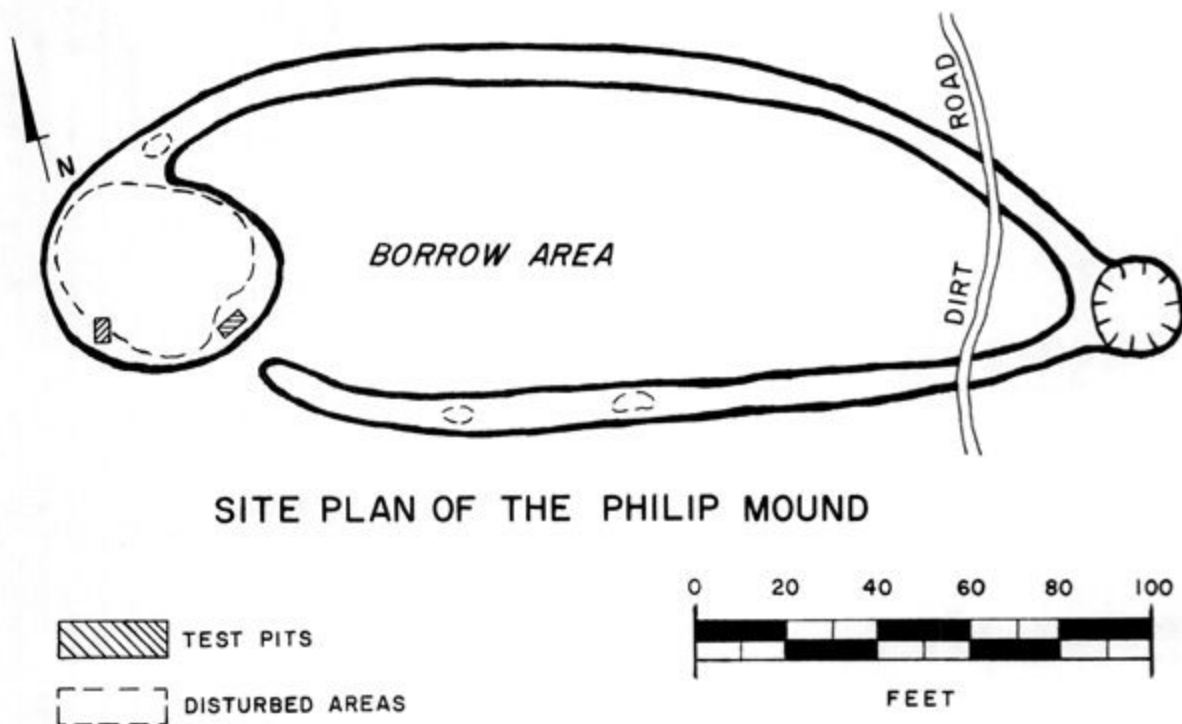 N
ROAD
BORROW AREA
DIRT
SITE PLAN OF THE PHILIP MOUND
0 20 40 60 80 100
FEET
TEST PITS
DISTURBED AREAS